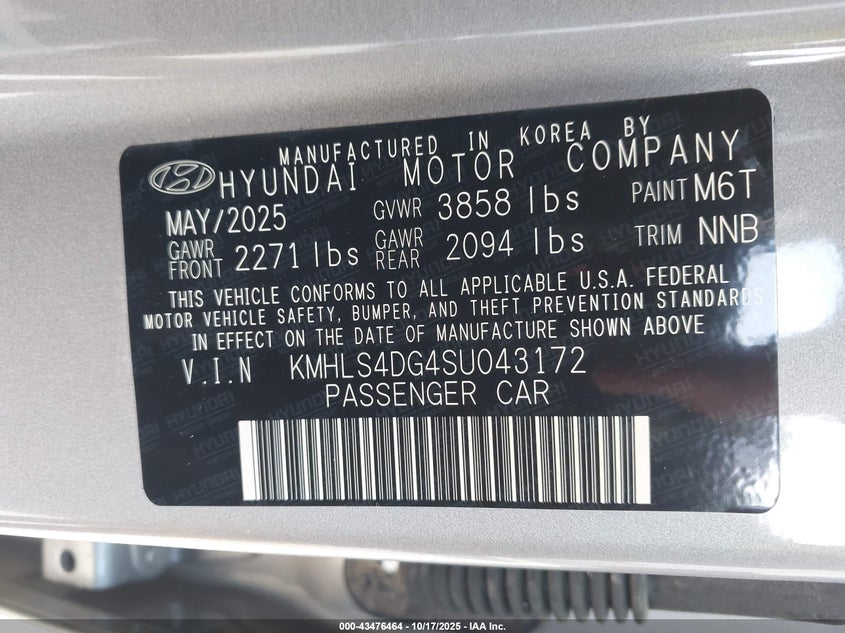 MANUFACTURED IN KOREA BY
HYUNDAI MOTOR COMPANY
MAY/2025 GVWR 3858 lbs PAINT M6T
GAWR FRONT 2271 lbs GAWR REAR 2094 lbs TRIM NNB
THIS VEHICLE CONFORMS TO ALL APPLICABLE U.S.A. FEDERAL
MOTOR VEHICLE SAFETY, BUMPER, AND THEFT PREVENTION STANDARDS
IN EFFECT ON THE DATE OF MANUFACTURE SHOWN ABOVE
V.I.N KMHLS4DG4SU043172
PASSENGER CAR
000-43476464 | 10/17/2025 - IAA Inc.